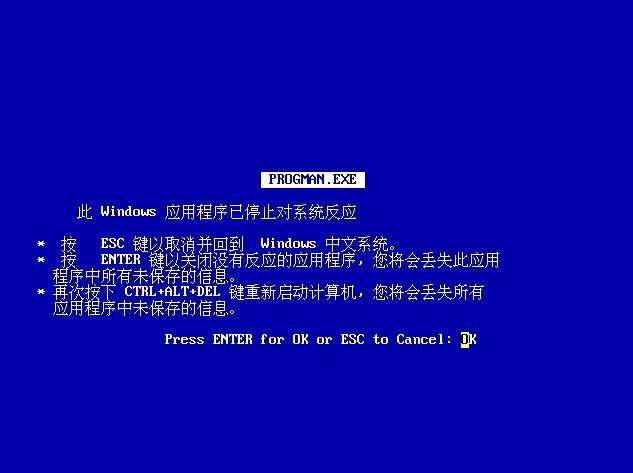 PROGMAN.EXE
此 Windows 应用程序已停止对系统反应
* 按 ESC 键以取消并回到 Windows 中文系统。
* 按 ENTER 键以关闭没有反应的应用程序, 您将会丢失此应用
程序中所有未保存的信息。
* 再次按下 CTRL+ALT+DEL 键重新启动计算机, 您将会丢失所有
应用程序中未保存的信息。
Press ENTER for OK or ESC to Cancel: OK